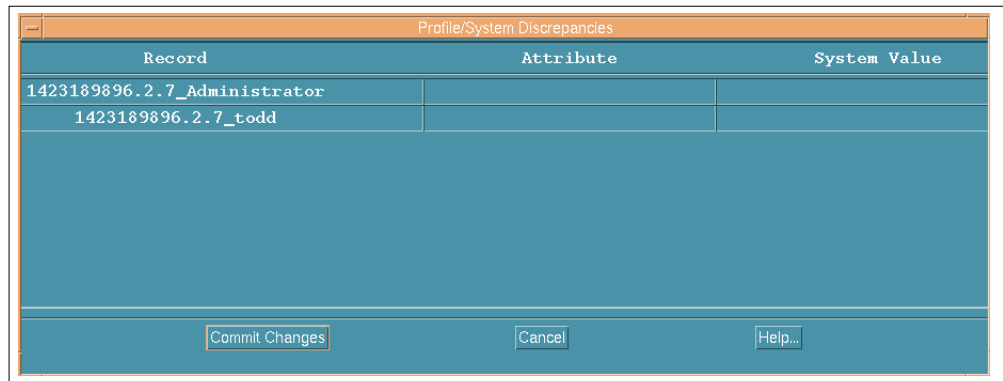 Profile/System Discrepancies
Record Attribute System Value
1423189896.2.7_Administrator
1423189896.2.7_todd
Commit Changes Cancel Help...